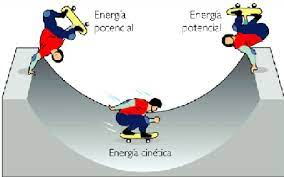 Energía
potencial
Energía
potencial
Energía cinética